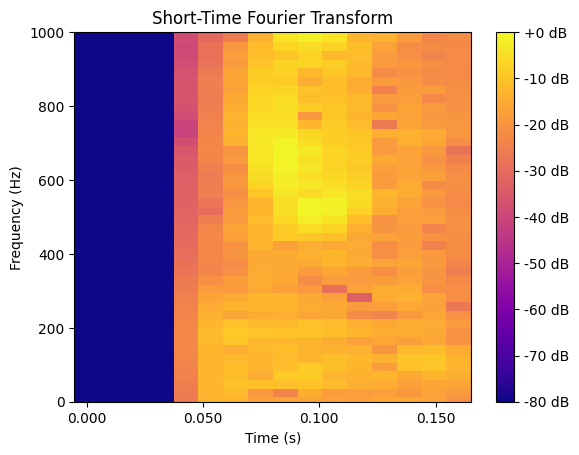 Short-Time Fourier Transform
1000
800
600
400
200
0
Frequency (Hz)
0.000
0.050
0.100
0.150
Time (s)
+0 dB
-10 dB
-20 dB
-30 dB
-40 dB
-50 dB
-60 dB
-70 dB
-80 dB